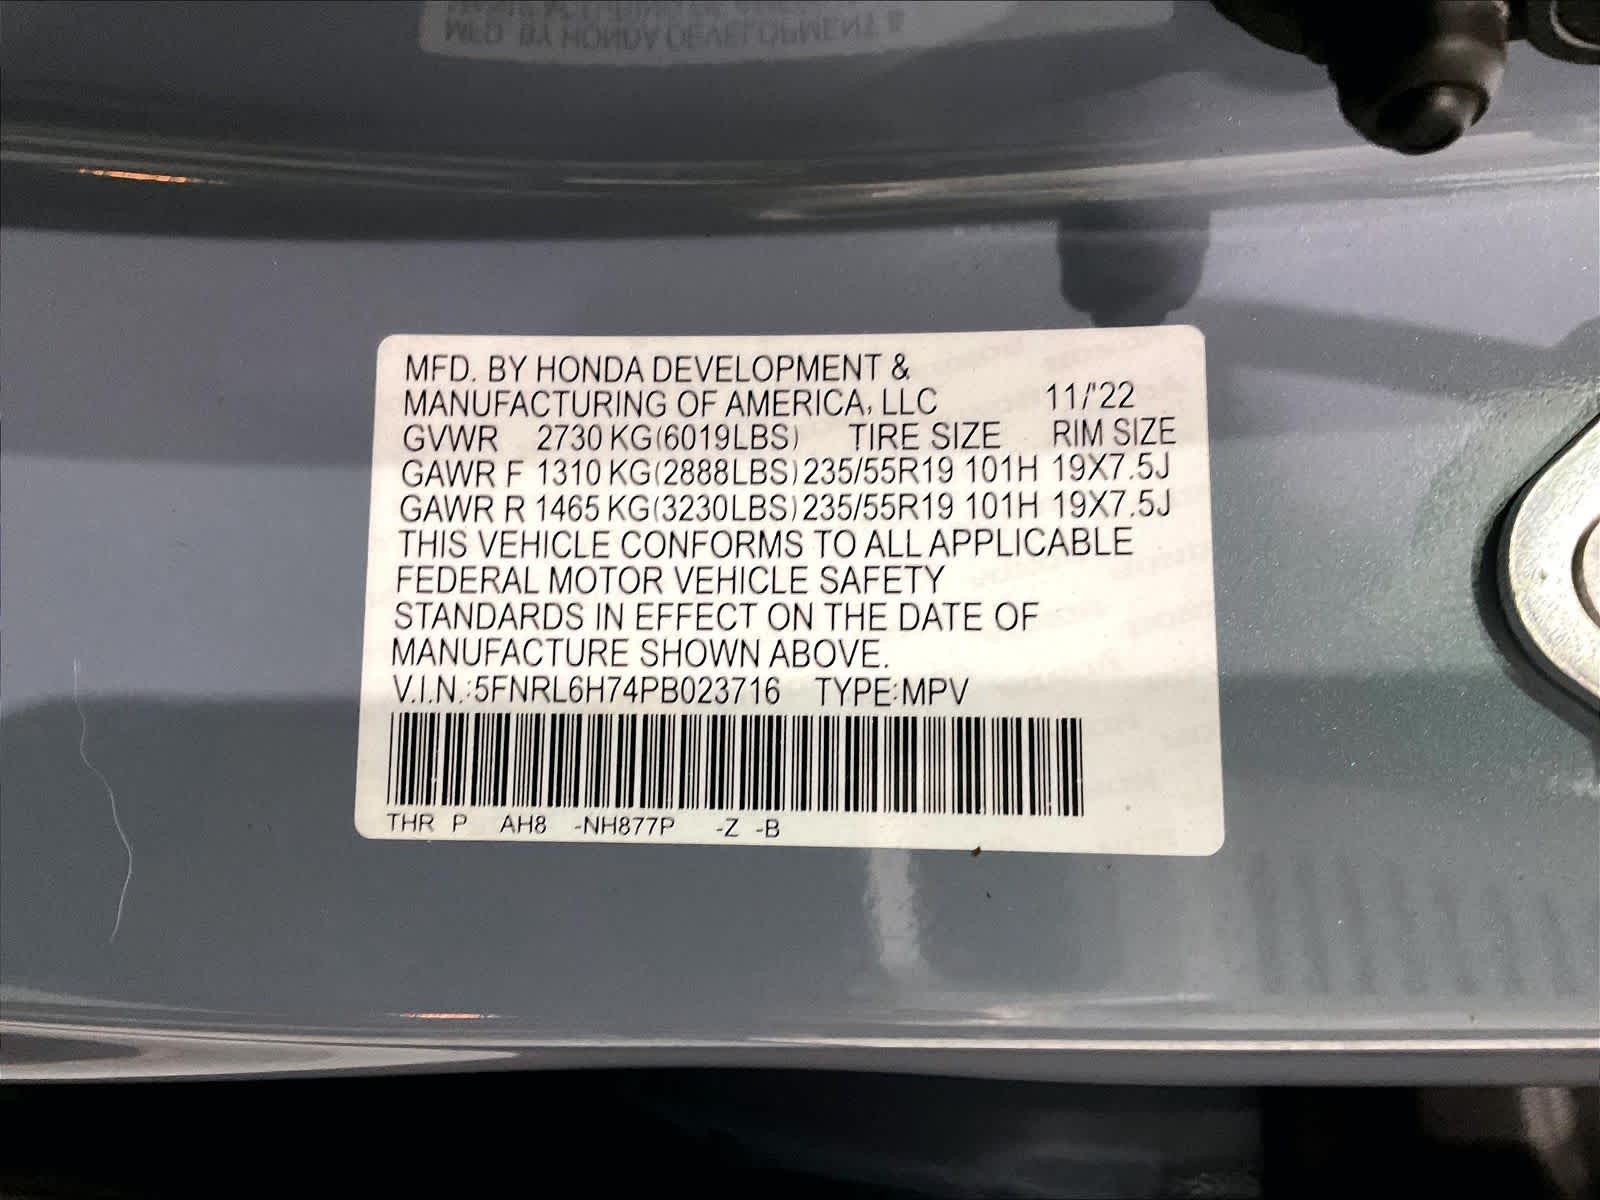 MFD. BY HONDA DEVELOPMENT &
MANUFACTURING OF AMERICA, LLC 11/'22
GVWR 2730 KG(6019LBS) TIRE SIZE RIM SIZE
GAWR F 1310 KG(2888LBS) 235/55R19 101H 19X7.5J
GAWR R 1465 KG(3230LBS) 235/55R19 101H 19X7.5J
THIS VEHICLE CONFORMS TO ALL APPLICABLE
FEDERAL MOTOR VEHICLE SAFETY
STANDARDS IN EFFECT ON THE DATE OF
MANUFACTURE SHOWN ABOVE.
V.I.N.:5FNRL6H74PB023716 TYPE:MPV
THR P AH8 -NH877P -Z -B